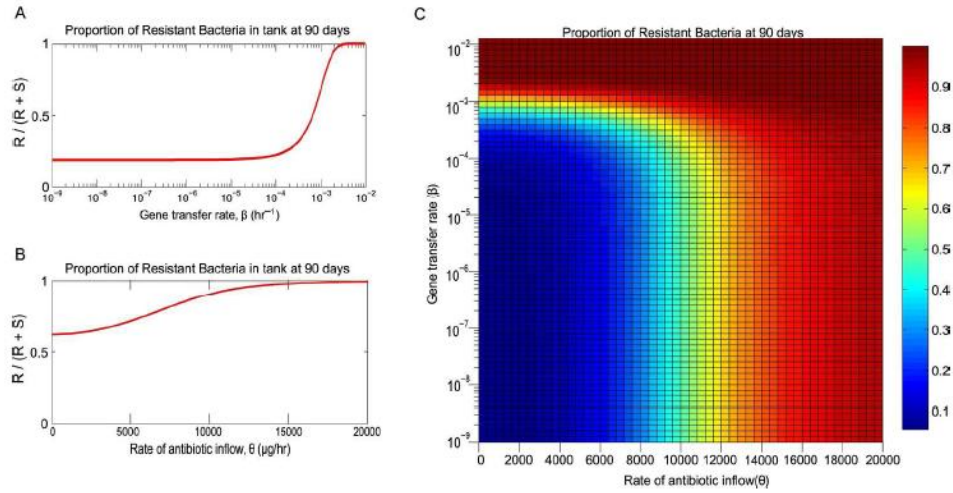 A
Proportion of Resistant Bacteria in tank at 90 days
R / (R + S)
1
0.5
0
10⁻⁹ 10⁻⁸ 10⁻⁷ 10⁻⁶ 10⁻⁵ 10⁻⁴ 10⁻³ 10⁻²
Gene transfer rate, β (hr⁻¹)
B
Proportion of Resistant Bacteria in tank at 90 days
R / (R + S)
1
0.5
0
0 5000 10000 15000 20000
Rate of antibiotic inflow, θ (µg/hr)
C
Proportion of Resistant Bacteria at 90 days
Gene transfer rate (β)
10⁻²
10⁻³
10⁻⁴
10⁻⁵
10⁻⁶
10⁻⁷
10⁻⁸
10⁻⁹
0 2000 4000 6000 8000 10000 12000 14000 16000 18000 20000
Rate of antibiotic inflow(θ)
0.9
0.8
0.7
0.6
0.5
0.4
0.3
0.2
0.1